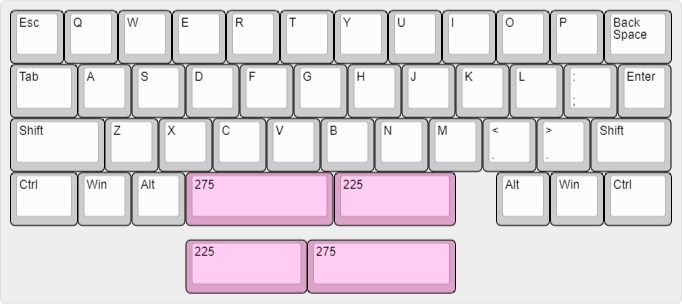 Esc Q W E R T Y U I O P Back
Space
Tab A S D F G H J K L : Enter
;
Shift Z X C V B N M < > Shift
. .
Ctrl Win Alt 275 225 Alt Win Ctrl
225 275